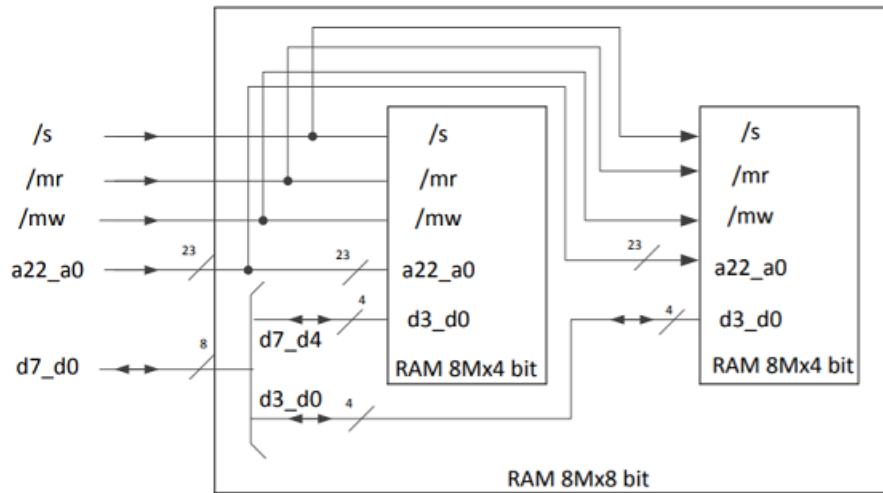 /s
/mr
/mw
a22_a0
d7_d0
23
8
23
4
4
/s
/mr
/mw
a22_a0
d3_d0
d7_d4
d3_d0
RAM 8Mx4 bit
23
4
/s
/mr
/mw
a22_a0
d3_d0
RAM 8Mx4 bit
RAM 8Mx8 bit